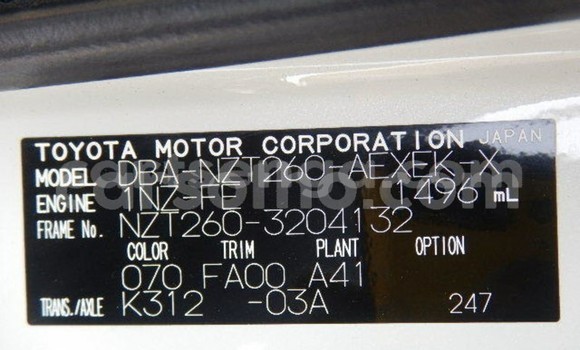 TOYOTA MOTOR CORPORATION JAPAN
MODEL DBA-NZT260-AEXEK-X
ENGINE 1NZ-FE 1496 mL
FRAME No. NZT260-3204132
COLOR TRIM PLANT OPTION
070 FA00 A41
TRANS./AXLE K312 -03A 247